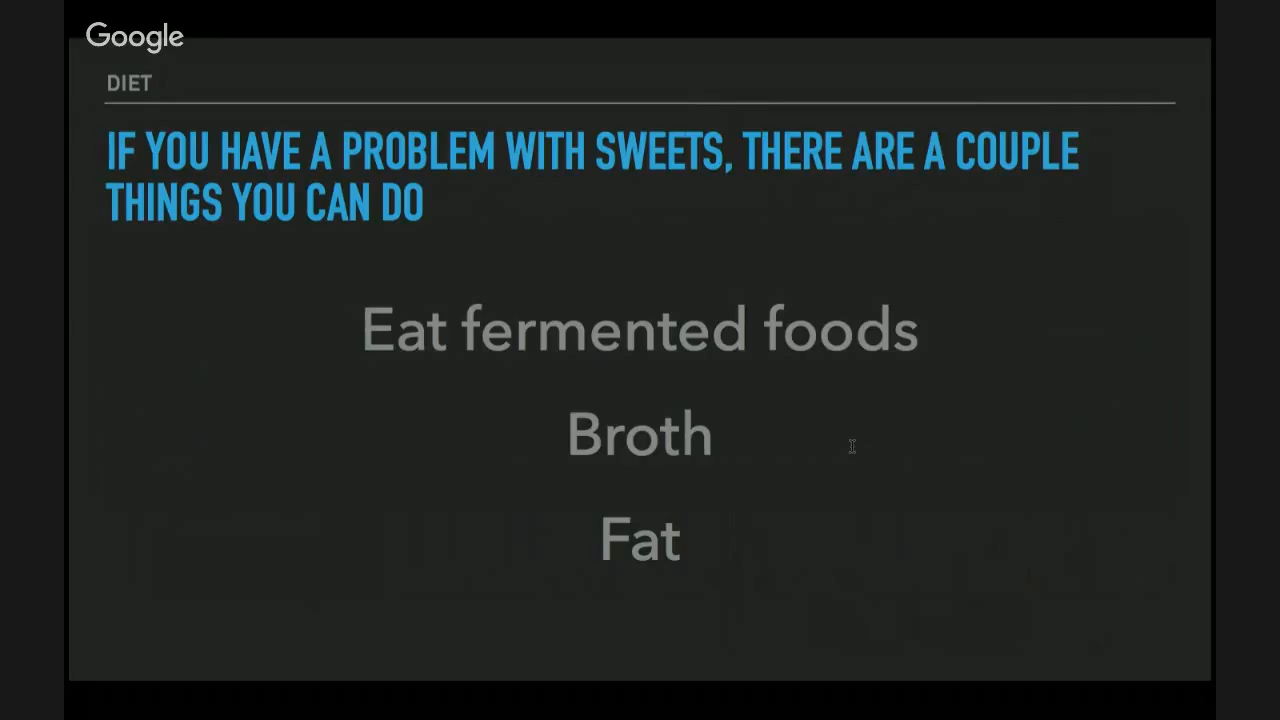 Google
DIET
IF YOU HAVE A PROBLEM WITH SWEETS, THERE ARE A COUPLE
THINGS YOU CAN DO
Eat fermented foods
Broth
Fat